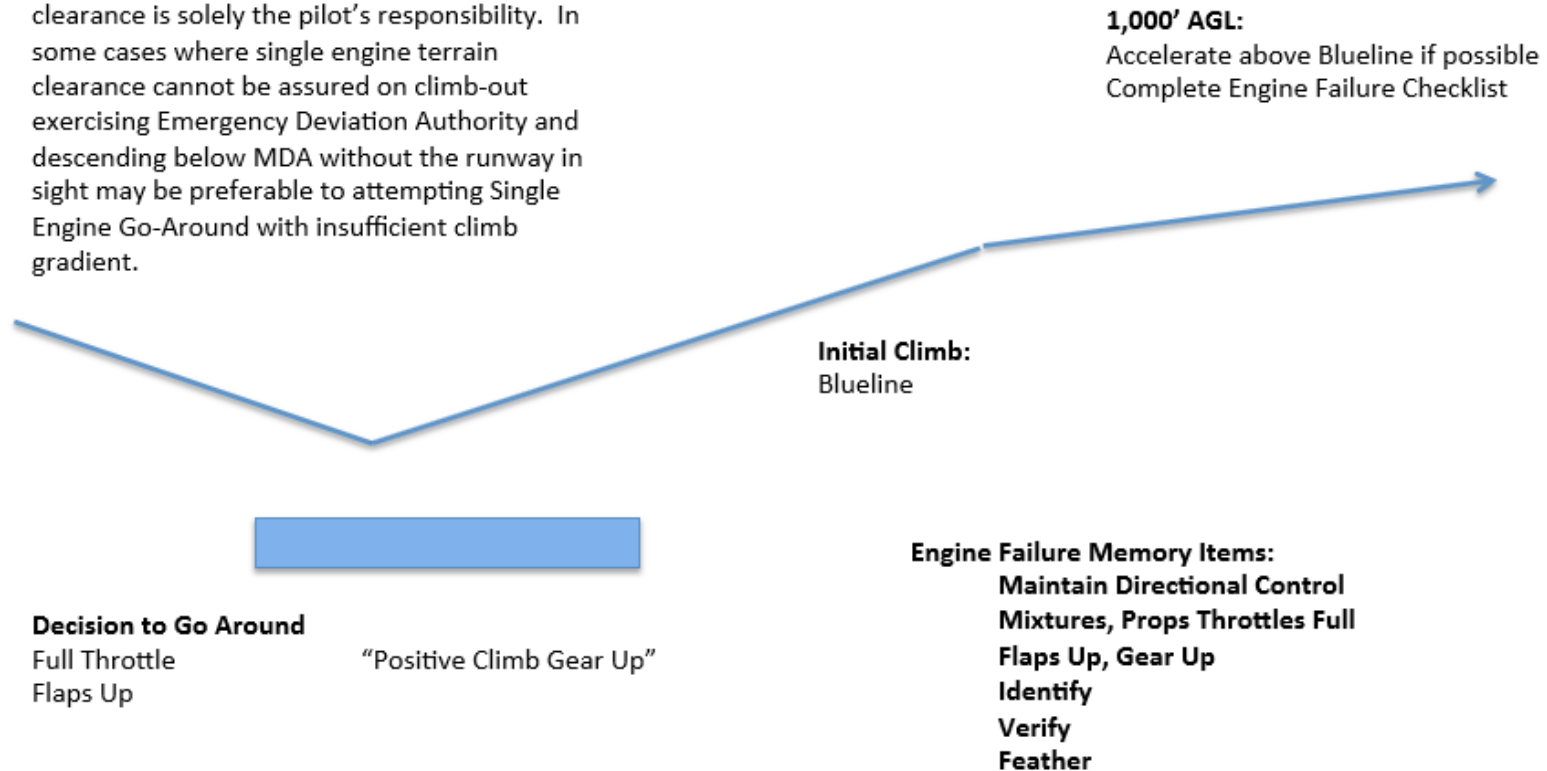 clearance is solely the pilot’s responsibility.  In
some cases where single engine terrain
clearance cannot be assured on climb-out
exercising Emergency Deviation Authority and
descending below MDA without the runway in
sight may be preferable to attempting Single
Engine Go-Around with insufficient climb
gradient.
1,000’ AGL:
Accelerate above Blueline if possible
Complete Engine Failure Checklist
Initial Climb:
Blueline
Decision to Go Around
Full Throttle
Flaps Up
“Positive Climb Gear Up”
Engine Failure Memory Items:
Maintain Directional Control
Mixtures, Props Throttles Full
Flaps Up, Gear Up
Identify
Verify
Feather